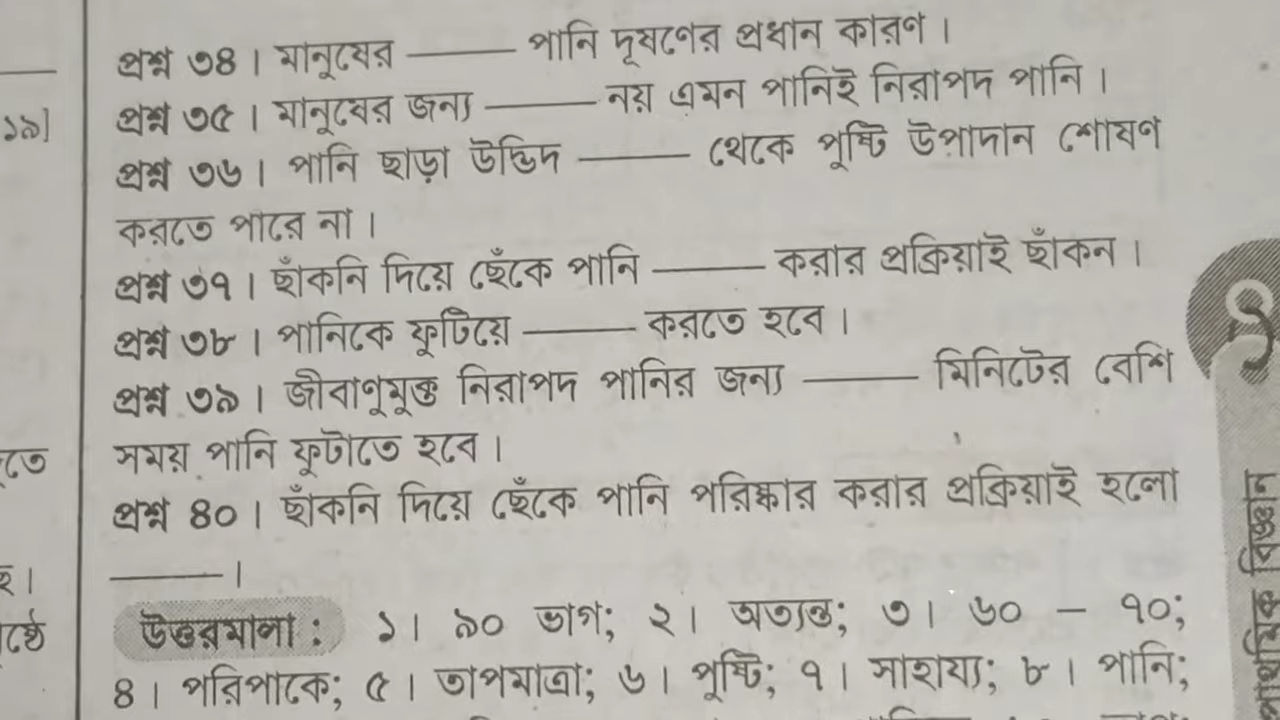 প্রশ্ন ৩৪। মানুষের ——— পানি দূষণের প্রধান কারণ।
১৯]
প্রশ্ন ৩৫। মানুষের জন্য ——— নয় এমন পানিই নিরাপদ পানি।
প্রশ্ন ৩৬। পানি ছাড়া উদ্ভিদ ——— থেকে পুষ্টি উপাদান শোষণ
করতে পারে না।
প্রশ্ন ৩৭। ছাঁকনি দিয়ে ছেঁকে পানি ——— করার প্রক্রিয়াই ছাঁকন।
প্রশ্ন ৩৮। পানিকে ফুটিয়ে ——— করতে হবে।
প্রশ্ন ৩৯। জীবাণুমুক্ত নিরাপদ পানির জন্য ——— মিনিটের বেশি
সময় পানি ফুটাতে হবে।
প্রশ্ন ৪০। ছাঁকনি দিয়ে ছেঁকে পানি পরিষ্কার করার প্রক্রিয়াই হলো
———।
উত্তরমালা : ১। ৯০ ভাগ; ২। অত্যন্ত; ৩। ৬০ – ৭০;
৪। পরিপাকে; ৫। তাপমাত্রা; ৬। পুষ্টি; ৭। সাহায্য; ৮। পানি;
বিজ্ঞান